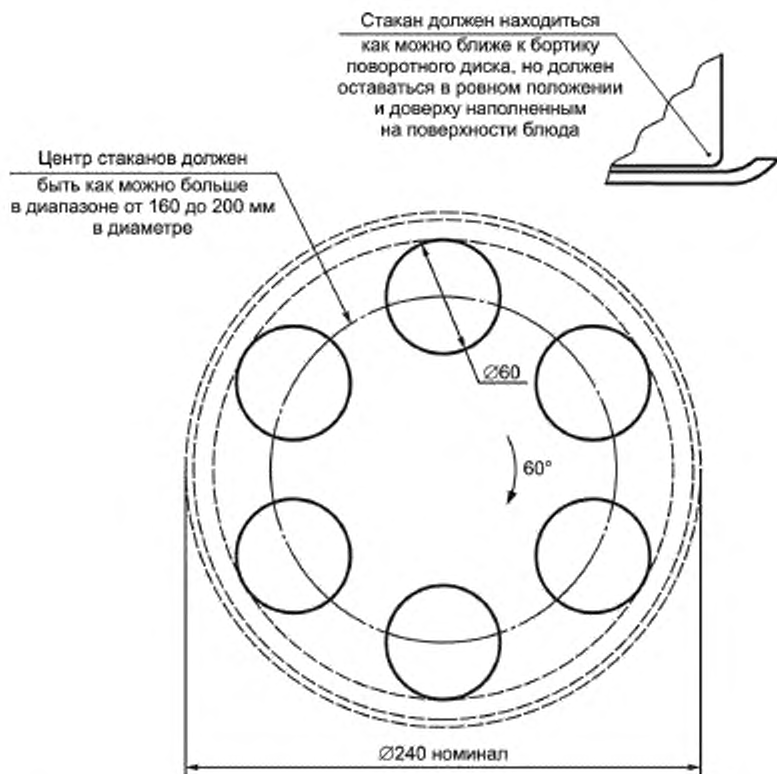 Стакан должен находиться
как можно ближе к бортику
поворотного диска, но должен
оставаться в ровном положении
и доверху наполненным
на поверхности блюда
Центр стаканов должен
быть как можно больше
в диапазоне от 160 до 200 мм
в диаметре
∅60
60°
∅240 номинал